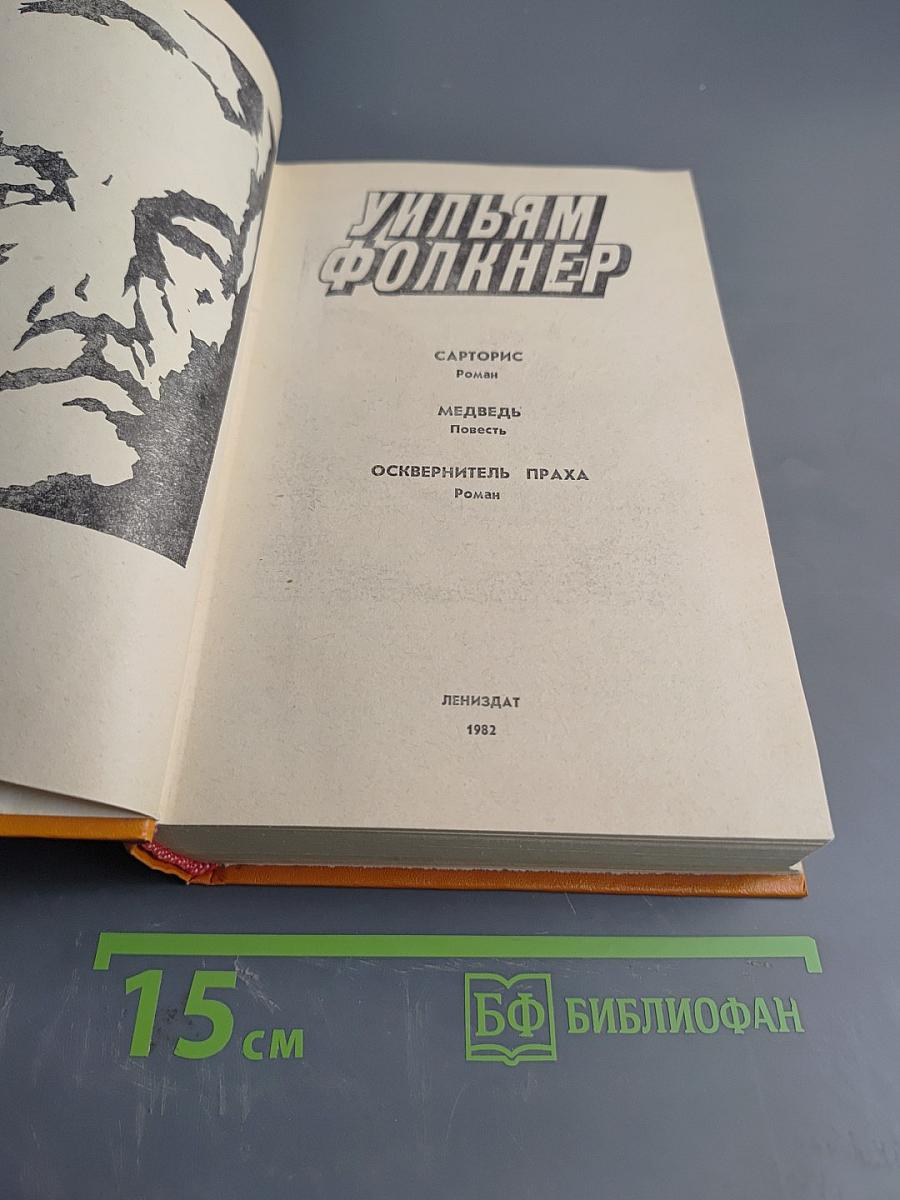 УИЛЬЯМ
ФОЛКНЕР
САРТОРИС
Роман
МЕДВЕДЬ
Повесть
ОСКВЕРНИТЕЛЬ ПРАХА
Роман
ЛЕНИЗДАТ
1982
15 см
БФ БИБЛИОФАН